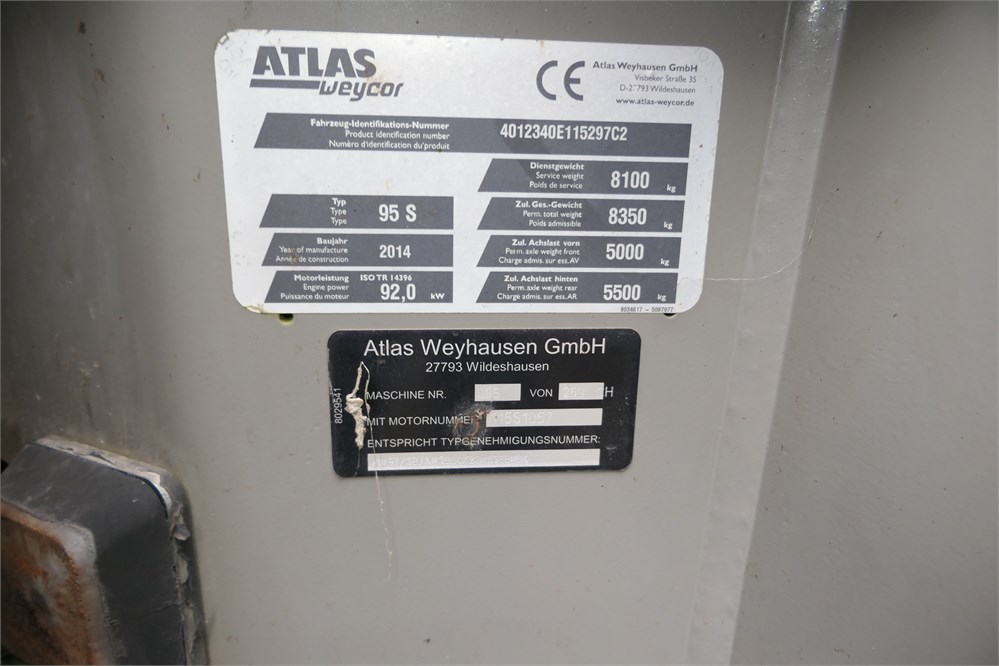 ATLAS
weycor
CE
Atlas Weyhausen GmbH
Visbeker Straße 35
Wildeshausen
www.atlas-weycor.de
Fahrzeug-Identifikations-Nummer
Product identification number
Numéro d'identification du produit
4012340E115297C2
Dienstgewicht
Service weight
Poids de service
8100 kg
Typ
Type
Type
95 S
Zul. Ges.-Gewicht
Perm. total weight
Poids admissible
8350 kg
Baujahr
Year of manufacture
Année de construction
2014
Zul. Achslast vorn
Perm. axle weight front
Charge admis. sur ess. AV
5000 kg
Motorleistung ISO TR 14396
Engine power
Puissance du moteur
92,0 kW
Zul. Achslast hinten
Perm. axle weight rear
Charge admis. sur ess. AR
5500 kg
8034617 - 5087977
Atlas Weyhausen GmbH
27793 Wildeshausen
8029541
MASCHINE NR. VON
MIT MOTORNUMMER
ENTSPRICHT TYPGENEHMIGUNGSNUMMER: